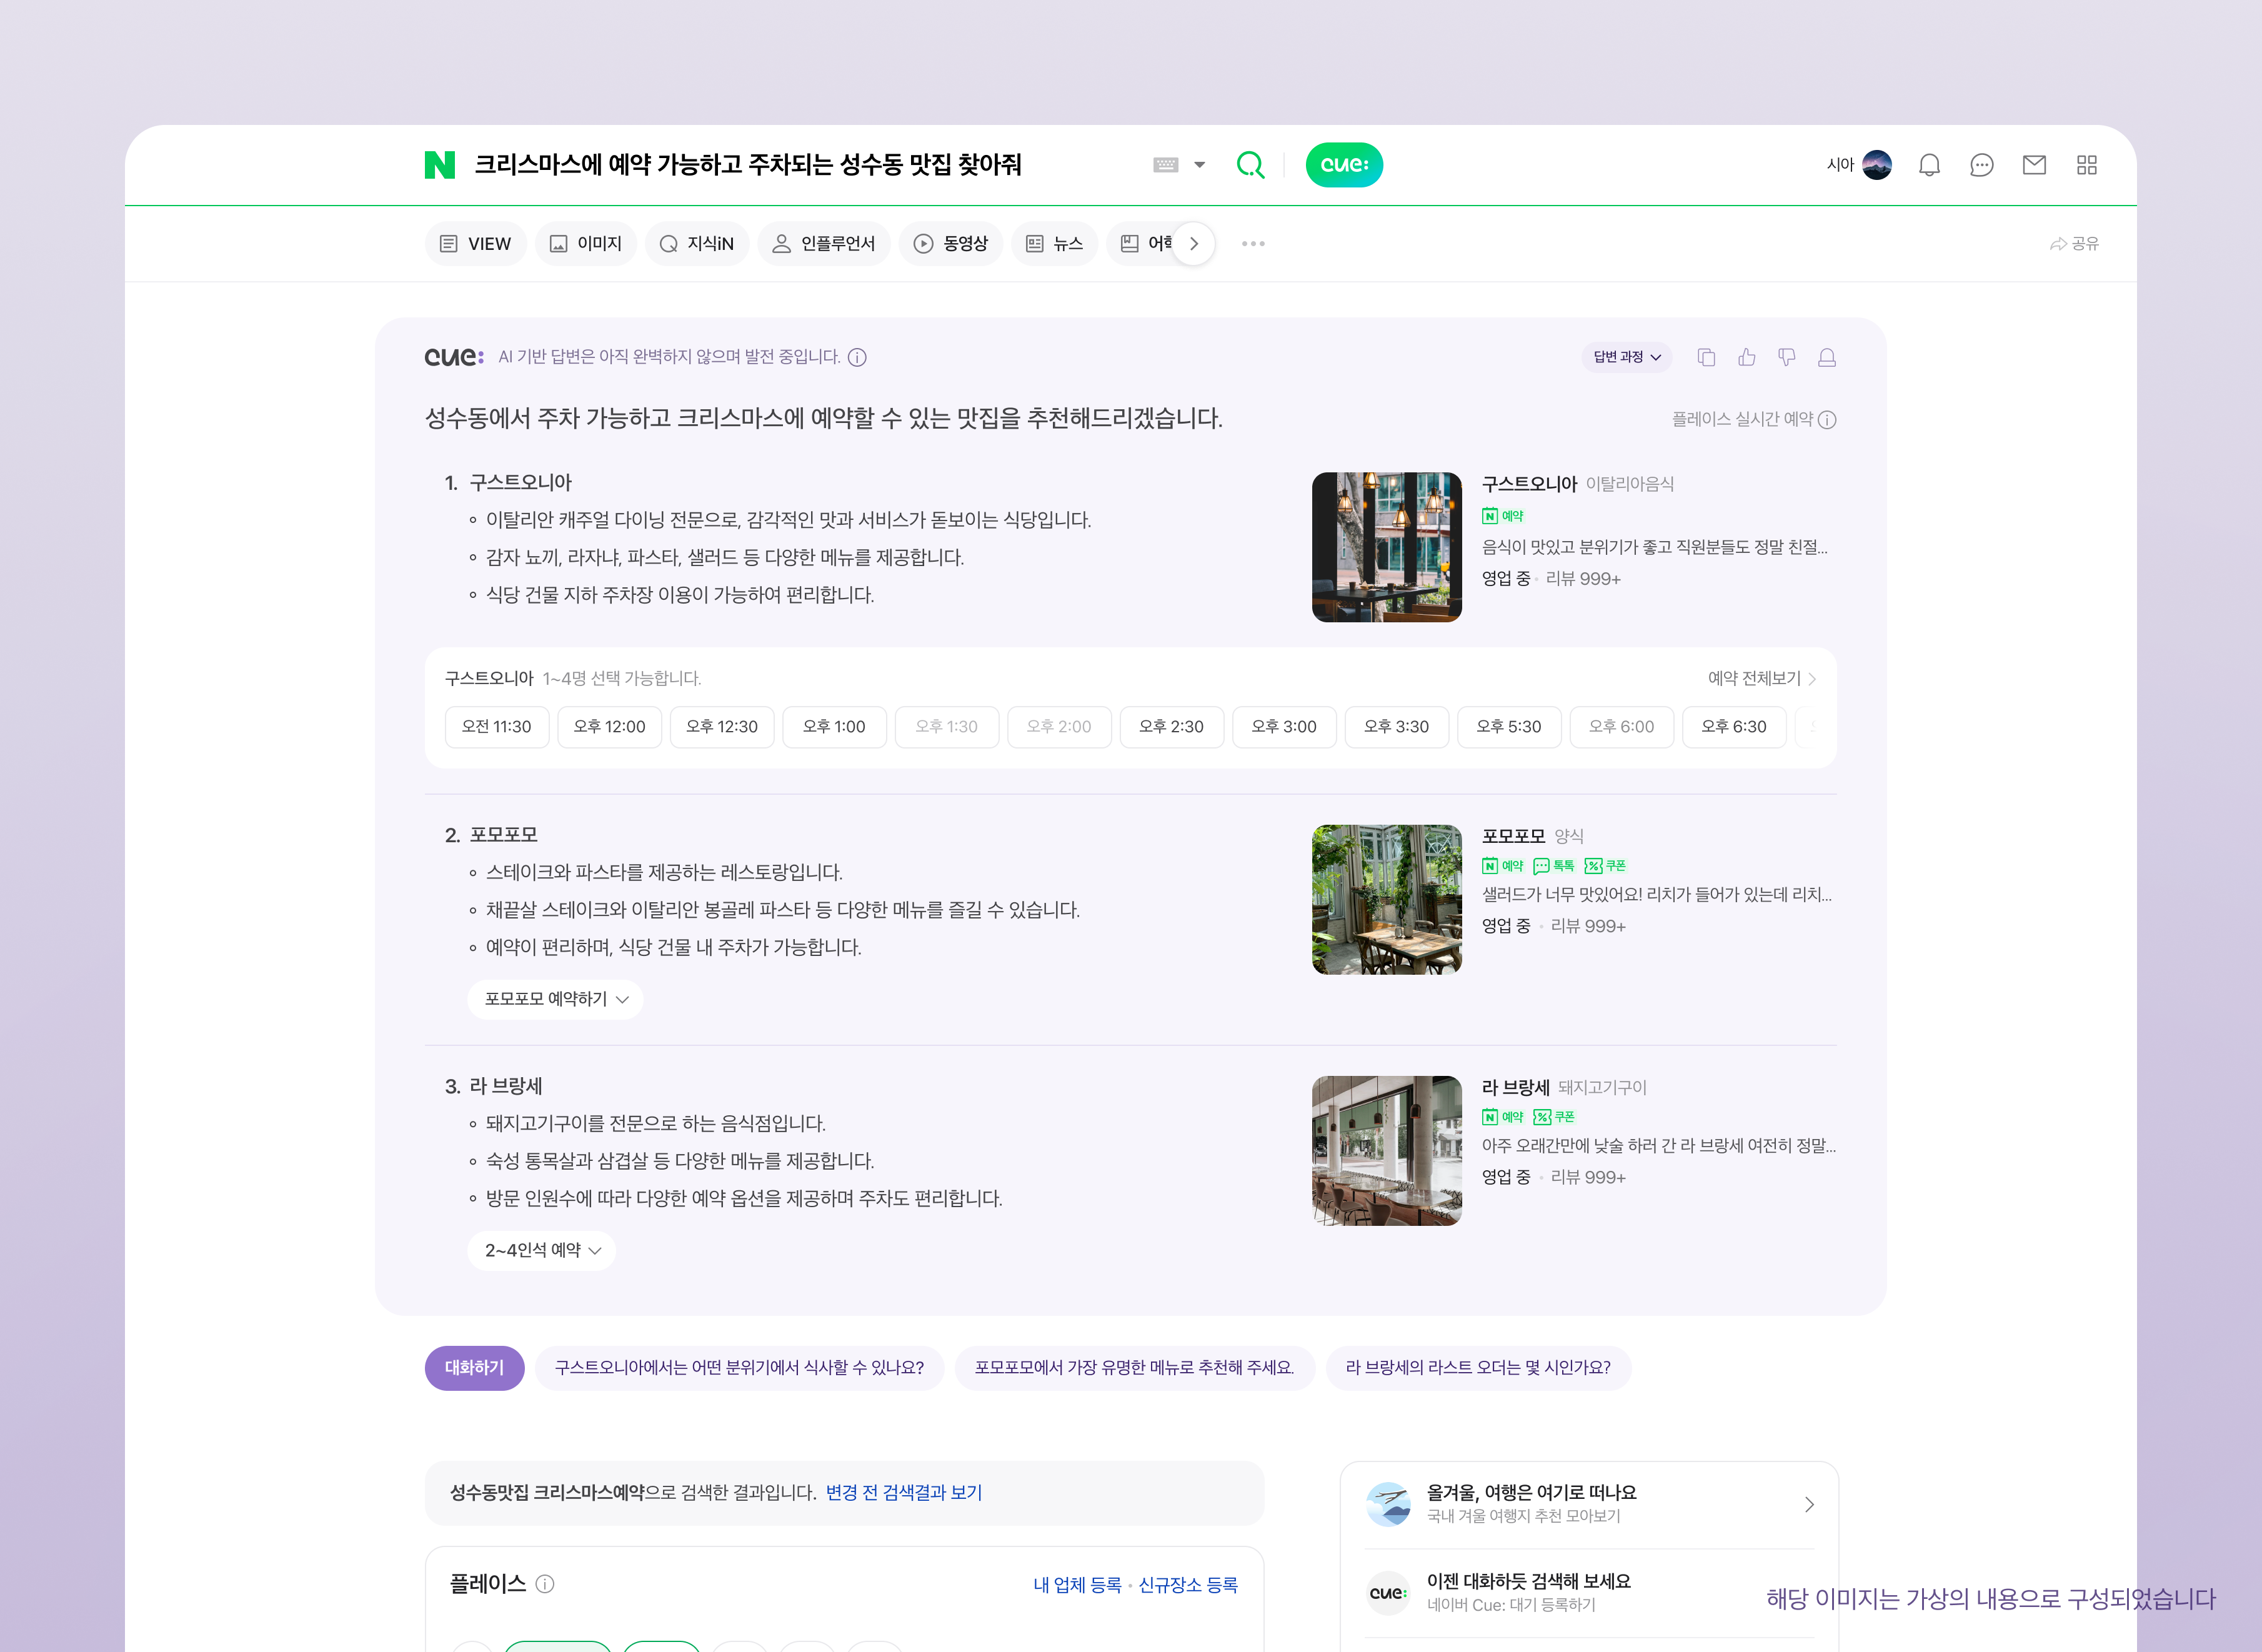 N 크리스마스에 예약 가능하고 주차되는 성수동 맛집 찾아줘
cue:
시아
VIEW
이미지
지식iN
인플루언서
동영상
뉴스
공유
cue: AI 기반 답변은 아직 완벽하지 않으며 발전 중입니다.
답변 과정
성수동에서 주차 가능하고 크리스마스에 예약할 수 있는 맛집을 추천해드리겠습니다.
플레이스 실시간 예약
1. 구스트오니아
이탈리안 캐주얼 다이닝 전문으로, 감각적인 맛과 서비스가 돋보이는 식당입니다.
감자 뇨끼, 라자냐, 파스타, 샐러드 등 다양한 메뉴를 제공합니다.
식당 건물 지하 주차장 이용이 가능하여 편리합니다.
구스트오니아 이탈리아음식
N 예약
음식이 맛있고 분위기가 좋고 직원분들도 정말 친절...
영업 중 · 리뷰 999+
구스트오니아 1~4명 선택 가능합니다.
예약 전체보기
오전 11:30
오후 12:00
오후 12:30
오후 1:00
오후 1:30
오후 2:00
오후 2:30
오후 3:00
오후 3:30
오후 5:30
오후 6:00
오후 6:30
2. 포모포모
스테이크와 파스타를 제공하는 레스토랑입니다.
채끝살 스테이크와 이탈리안 봉골레 파스타 등 다양한 메뉴를 즐길 수 있습니다.
예약이 편리하며, 식당 건물 내 주차가 가능합니다.
포모포모 예약하기
포모포모 양식
N 예약 톡톡 쿠폰
샐러드가 너무 맛있어요! 리치가 들어가 있는데 리치...
영업 중 · 리뷰 999+
3. 라 브랑세
돼지고기구이를 전문으로 하는 음식점입니다.
숙성 통목살과 삼겹살 등 다양한 메뉴를 제공합니다.
방문 인원수에 따라 다양한 예약 옵션을 제공하며 주차도 편리합니다.
2~4인석 예약
라 브랑세 돼지고기구이
N 예약 쿠폰
아주 오래간만에 낮술 하러 간 라 브랑세 여전히 정말...
영업 중 · 리뷰 999+
대화하기
구스트오니아에서는 어떤 분위기에서 식사할 수 있나요?
포모포모에서 가장 유명한 메뉴로 추천해 주세요.
라 브랑세의 라스트 오더는 몇 시인가요?
성수동맛집 크리스마스예약으로 검색한 결과입니다. 변경 전 검색결과 보기
플레이스
내 업체 등록 · 신규장소 등록
올겨울, 여행은 여기로 떠나요
국내 겨울 여행지 추천 모아보기
cue:
이젠 대화하듯 검색해 보세요
네이버 Cue: 대기 등록하기
해당 이미지는 가상의 내용으로 구성되었습니다